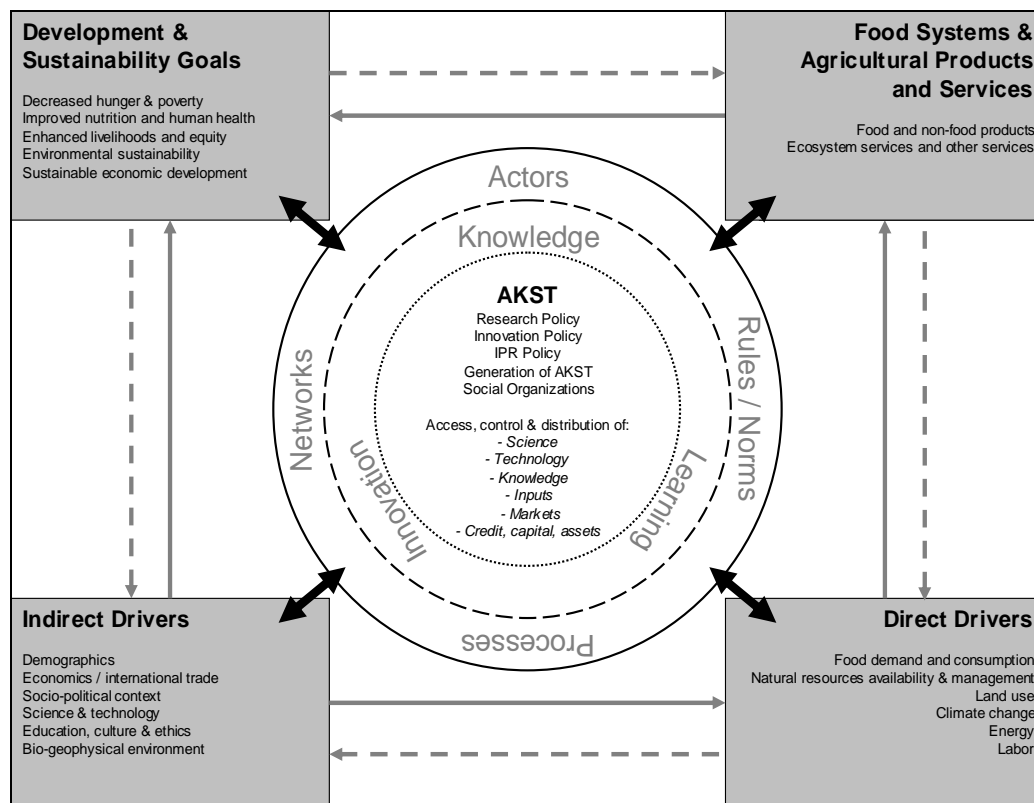 Development &
Sustainability Goals
Decreased hunger & poverty
Improved nutrition and human health
Enhanced livelihoods and equity
Environmental sustainability
Sustainable economic development
Food Systems &
Agricultural Products
and Services
Food and non-food products
Ecosystem services and other services
Actors
Knowledge
AKST
Research Policy
Innovation Policy
IPR Policy
Generation of AKST
Social Organizations
Access, control & distribution of:
- Science
- Technology
- Knowledge
- Inputs
- Markets
- Credit, capital, assets
Networks
Innovation
Learning
Rules / Norms
Processes
Indirect Drivers
Demographics
Economics / international trade
Socio-political context
Science & technology
Education, culture & ethics
Bio-geophysical environment
Direct Drivers
Food demand and consumption
Natural resources availability & management
Land use
Climate change
Energy
Labor